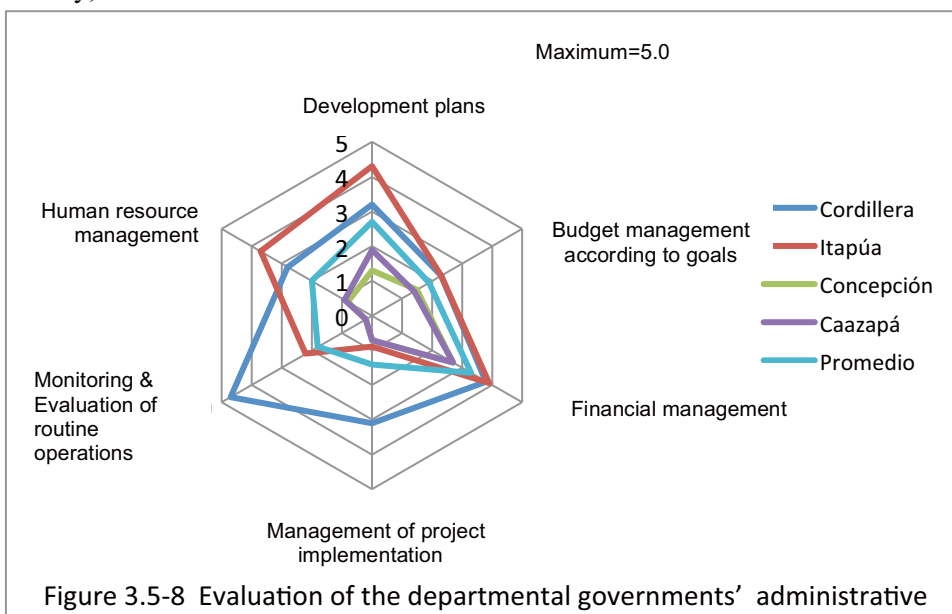 Maximum=5.0
Development plans
5
4
3
2
1
0
Human resource
management
Budget management
according to goals
Cordillera
Itapúa
Concepción
Caazapá
Promedio
Monitoring &
Evaluation of
routine
operations
Financial management
Management of project
implementation
Figure 3.5-8 Evaluation of the departmental governments' administrative